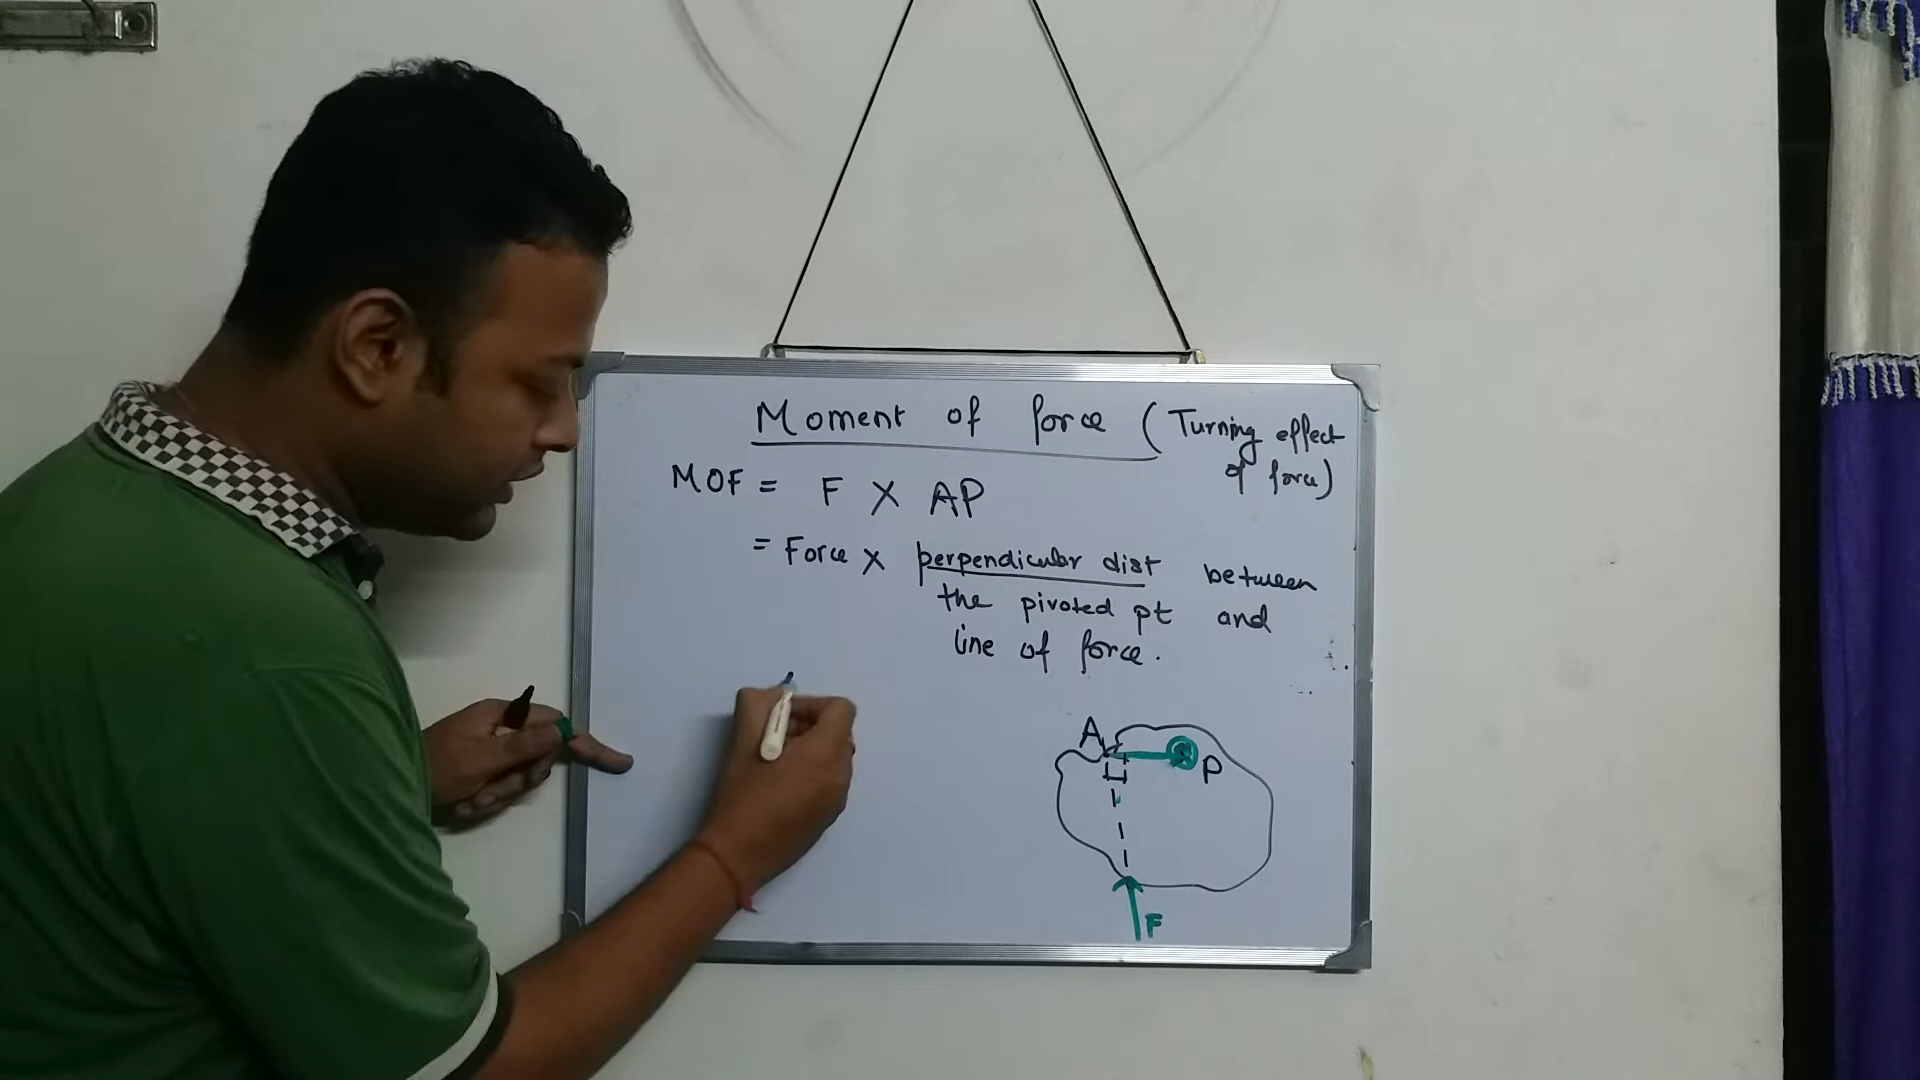 Moment of force (Turning effect
of force)
MOF = F X AP
= Force X perpendicular dist between
the pivoted pt and
line of force.
A
P
F